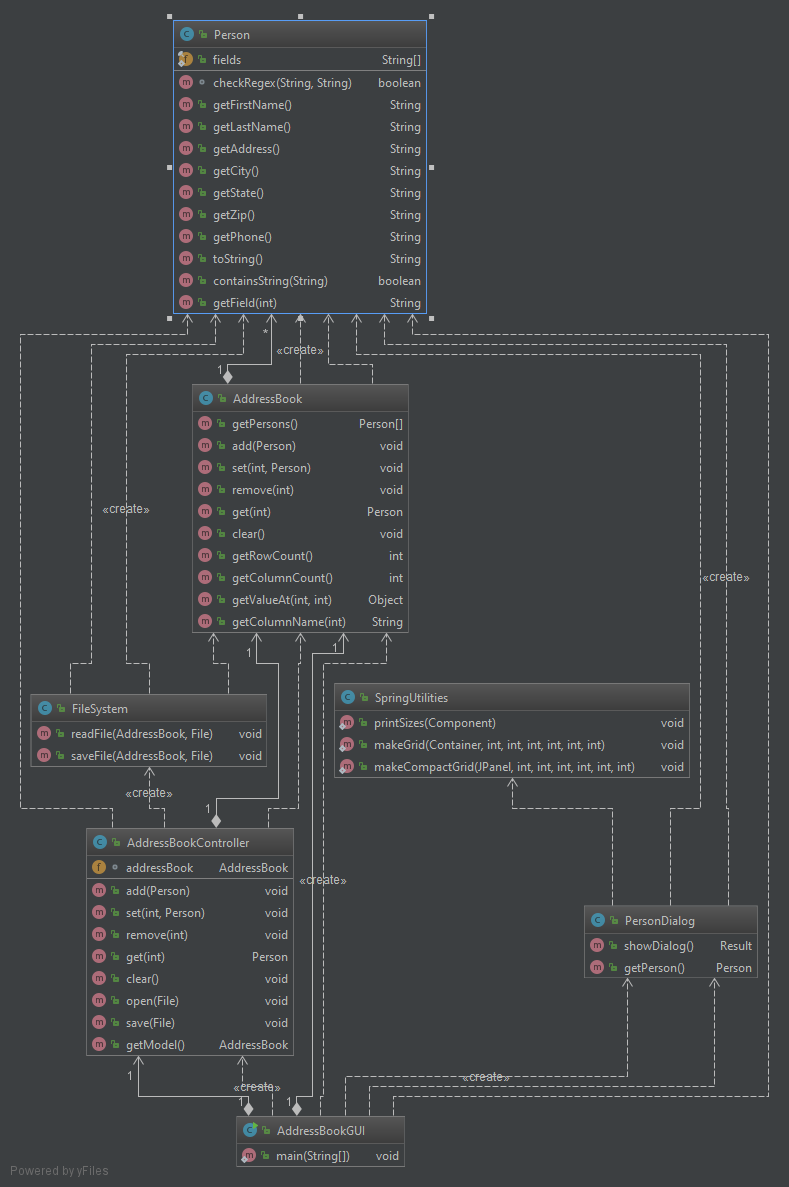 Person
fields String[]
checkRegex(String, String) boolean
getFirstName() String
getLastName() String
getAddress() String
getCity() String
getState() String
getZip() String
getPhone() String
toString() String
containsString(String) boolean
getField(int) String
*
«create»
1
AddressBook
getPersons() Person[]
add(Person) void
set(int, Person) void
remove(int) void
get(int) Person
clear() void
getRowCount() int
getColumnCount() int
getValueAt(int, int) Object
getColumnName(int) String
«create»
«create»
1
1
FileSystem
readFile(AddressBook, File) void
saveFile(AddressBook, File) void
SpringUtilities
printSizes(Component) void
makeGrid(Container, int, int, int, int, int, int) void
makeCompactGrid(JPanel, int, int, int, int, int, int) void
«create»
1
AddressBookController
addressBook AddressBook
add(Person) void
set(int, Person) void
remove(int) void
get(int) Person
clear() void
open(File) void
save(File) void
getModel() AddressBook
«create»
PersonDialog
showDialog() Result
getPerson() Person
1
«create»
«create»
1
1
AddressBookGUI
main(String[]) void
Powered by yFiles